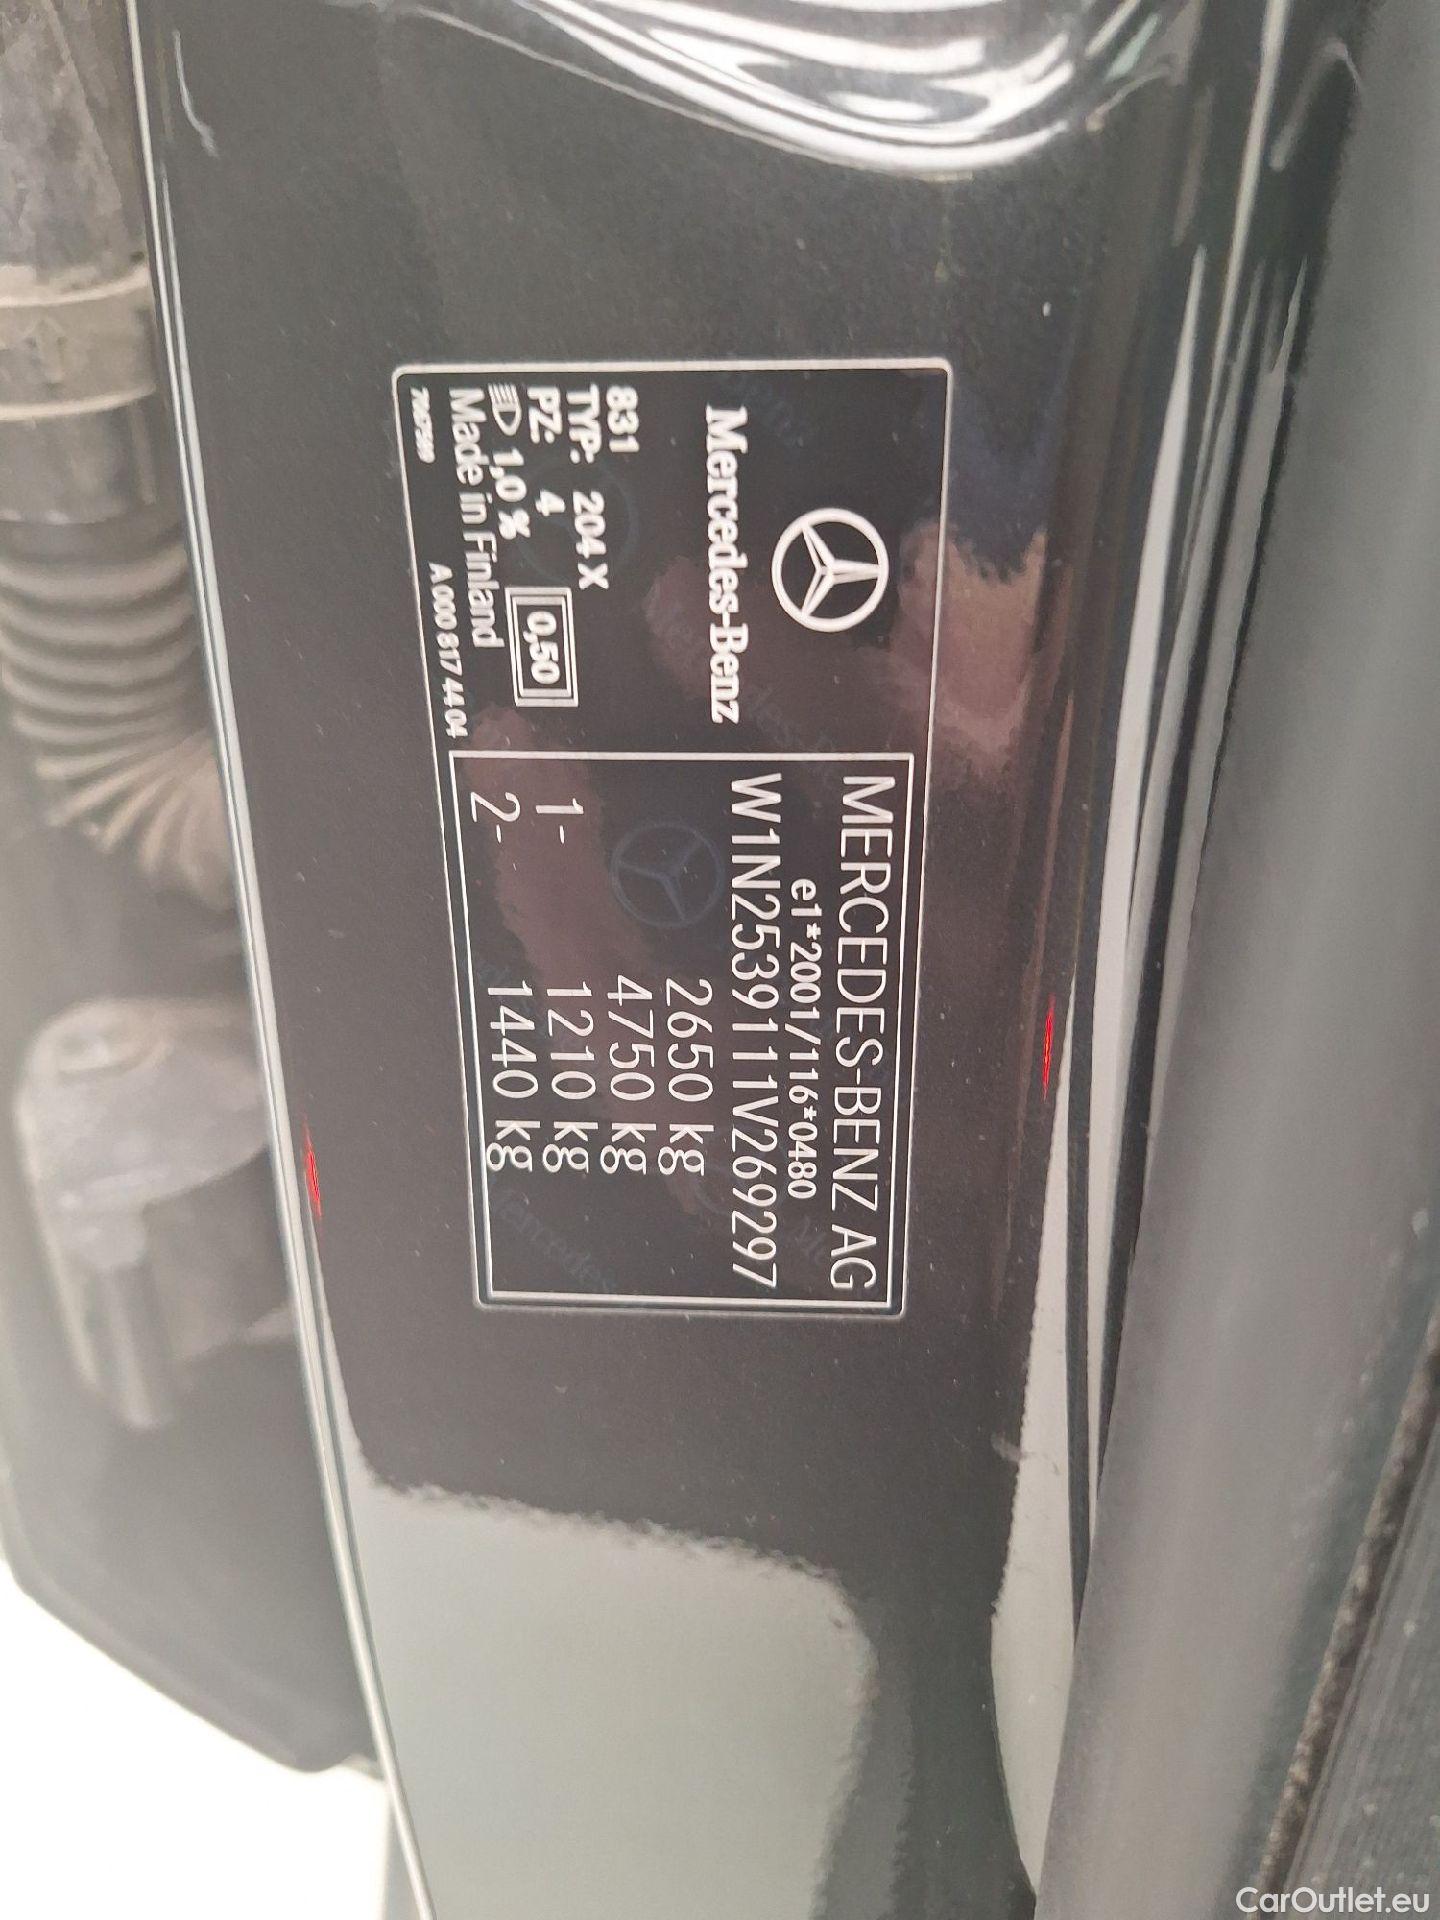 Mercedes-Benz
831
TYP: 204 X
PZ: 4
0,50
1,0 %
Made in Finland
A 000 817 44 04
MERCEDES-BENZ AG
e1*2001/116*0480
W1N2539111V269297
2650 kg
4750 kg
1- 1210 kg
2- 1440 kg
CarOutlet.eu